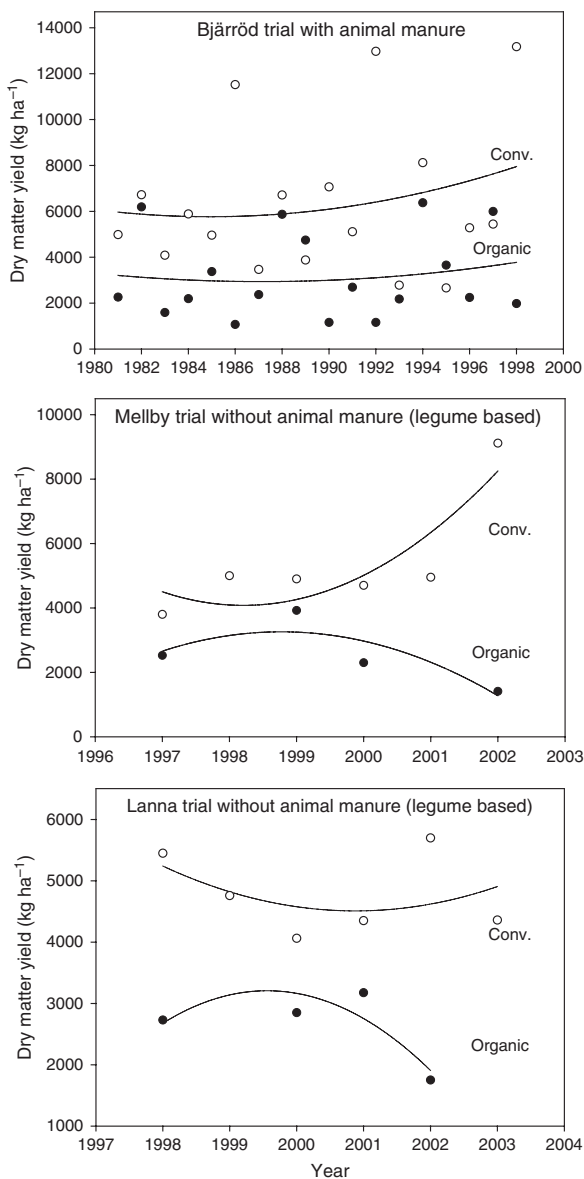 Bjärröd trial with animal manure
Dry matter yield (kg ha⁻¹)
14000
12000
10000
8000
6000
4000
2000
0
Conv.
Organic
1980 1982 1984 1986 1988 1990 1992 1994 1996 1998 2000
Mellby trial without animal manure (legume based)
Dry matter yield (kg ha⁻¹)
10000
8000
6000
4000
2000
0
Conv.
Organic
1996 1997 1998 1999 2000 2001 2002 2003
Lanna trial without animal manure (legume based)
Dry matter yield (kg ha⁻¹)
6000
5000
4000
3000
2000
1000
Conv.
Organic
1997 1998 1999 2000 2001 2002 2003 2004
Year